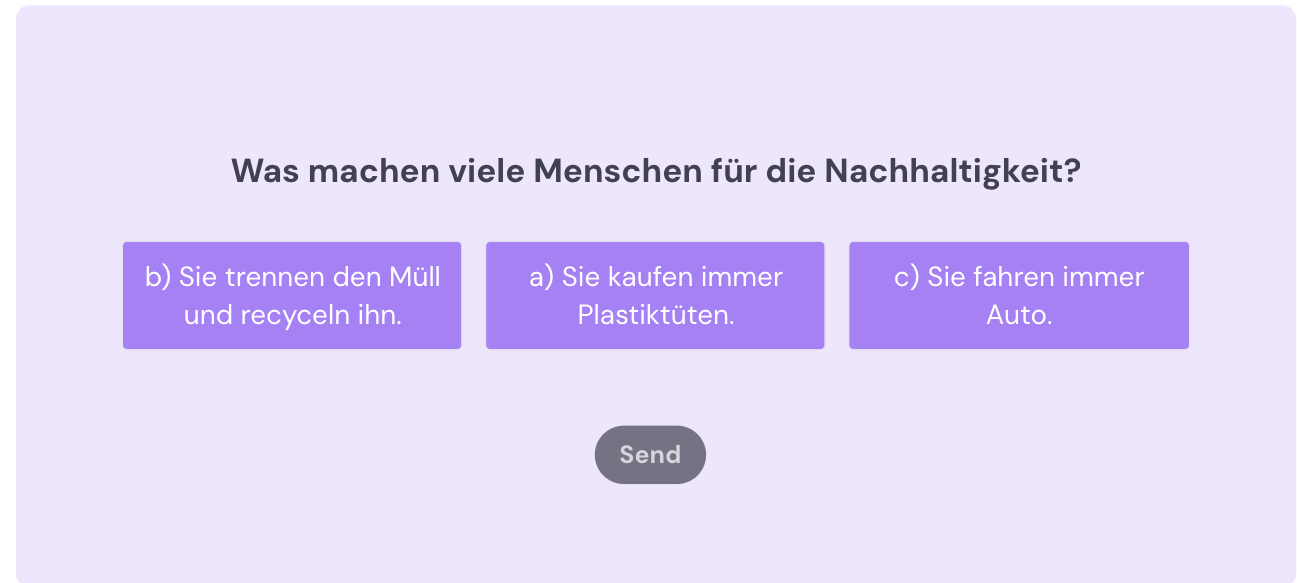 Was machen viele Menschen für die Nachhaltigkeit?
b) Sie trennen den Müll
und recyceln ihn.
a) Sie kaufen immer
Plastiktüten.
c) Sie fahren immer
Auto.
Send